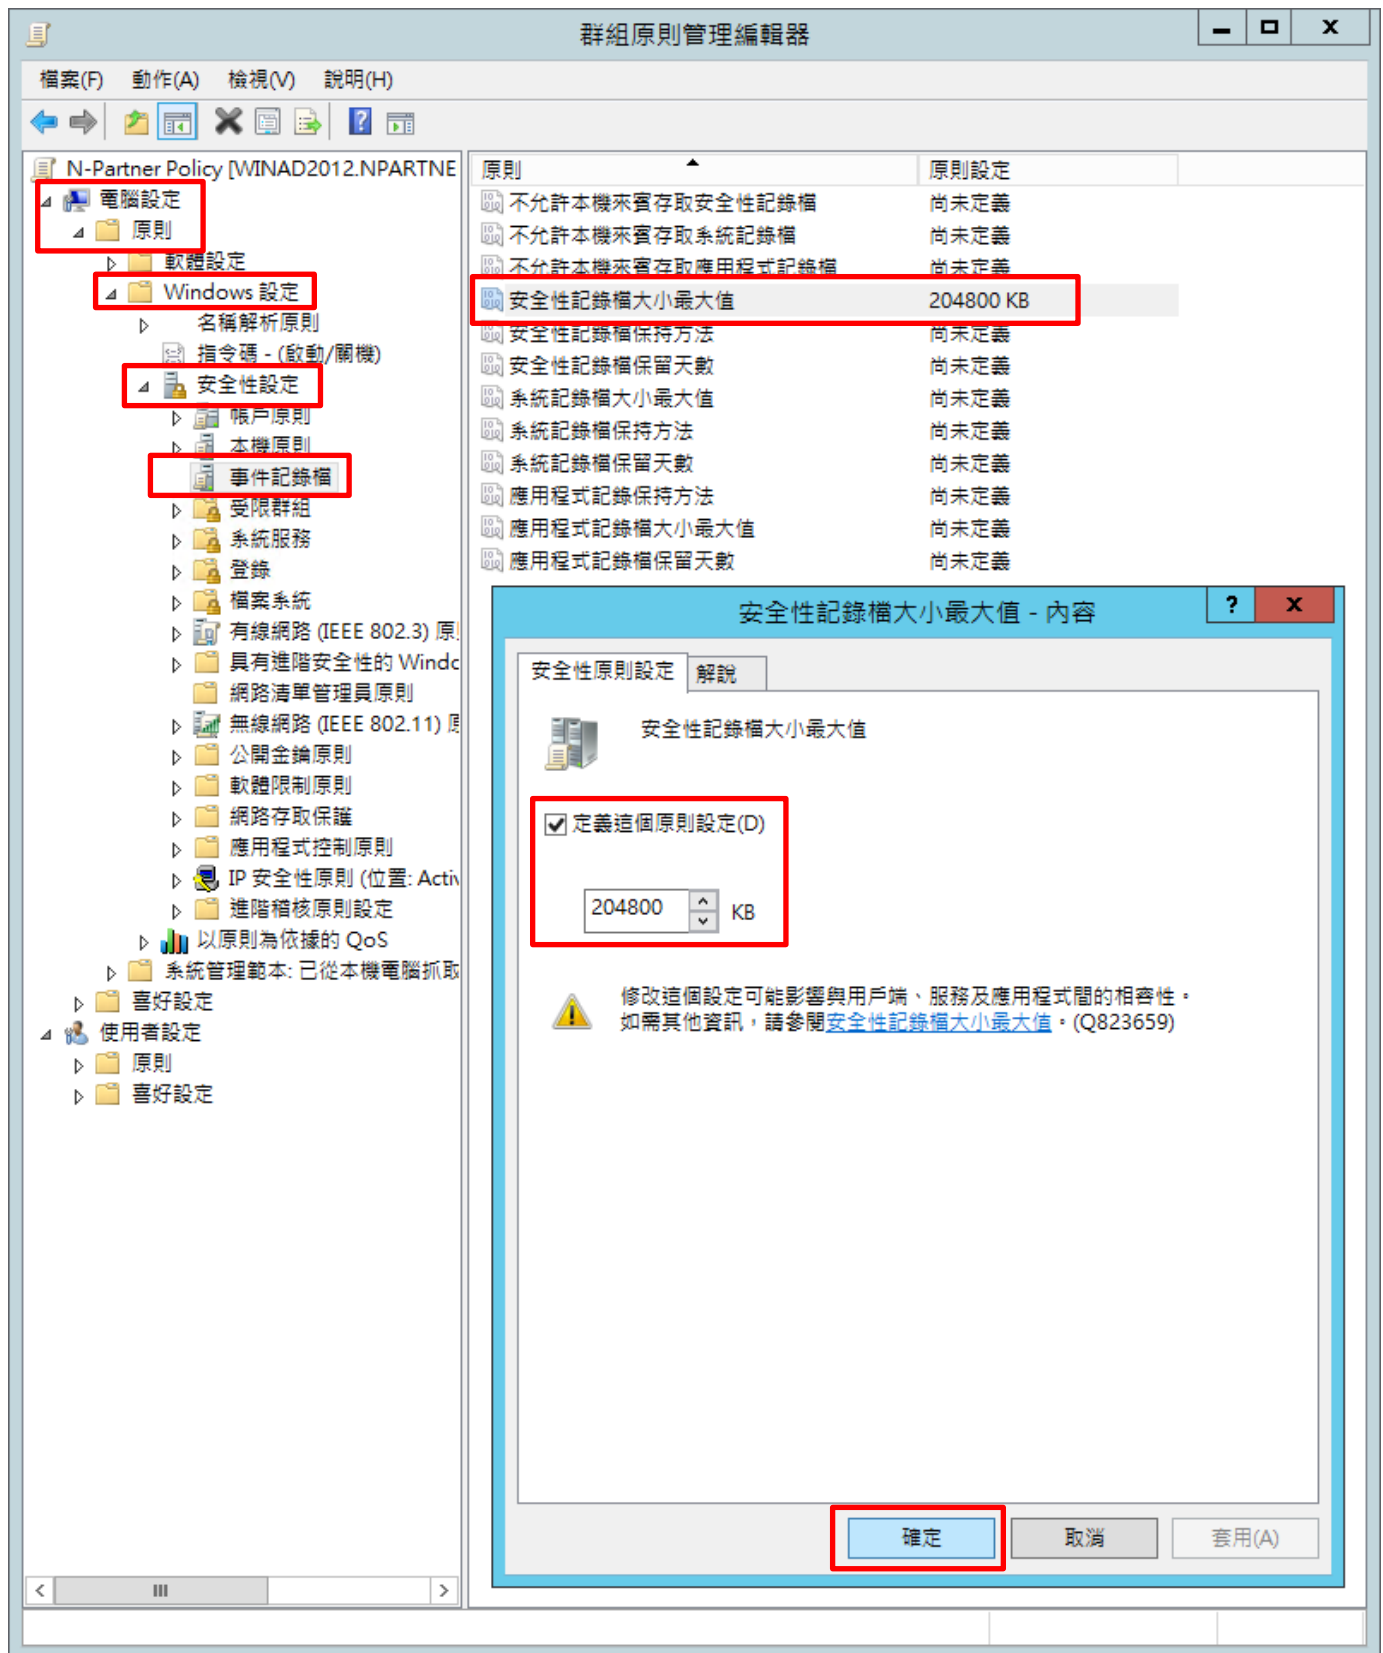 群組原則管理編輯器
檔案(F) 動作(A) 檢視(V) 說明(H)
N-Partner Policy [WINAD2012.NPARTNE
電腦設定
原則
軟體設定
Windows 設定
名稱解析原則
指令碼 - (啟動/關機)
安全性設定
帳戶原則
本機原則
事件記錄檔
受限群組
系統服務
登錄
檔案系統
有線網路 (IEEE 802.3) 原
具有進階安全性的 Windo
網路清單管理員原則
無線網路 (IEEE 802.11) 原
公開金鑰原則
軟體限制原則
網路存取保護
應用程式控制原則
IP 安全性原則 (位置: Activ
進階稽核原則設定
以原則為依據的 QoS
系統管理範本: 已從本機電腦抓取
喜好設定
使用者設定
原則
喜好設定
原則 原則設定
不允許本機來賓存取安全性記錄檔 尚未定義
不允許本機來賓存取系統記錄檔 尚未定義
不允許本機來賓存取應用程式記錄檔 尚未定義
安全性記錄檔大小最大值 204800 KB
安全性記錄檔保持方法 尚未定義
安全性記錄檔保留天數 尚未定義
系統記錄檔大小最大值 尚未定義
系統記錄檔保持方法 尚未定義
系統記錄檔保留天數 尚未定義
應用程式記錄保持方法 尚未定義
應用程式記錄檔大小最大值 尚未定義
應用程式記錄檔保留天數 尚未定義
安全性記錄檔大小最大值 - 內容
安全性原則設定 解說
安全性記錄檔大小最大值
定義這個原則設定(D)
204800 KB
修改這個設定可能影響與用戶端、服務及應用程式間的相容性。
如需其他資訊，請參閱安全性記錄檔大小最大值。(Q823659)
確定 取消 套用(A)